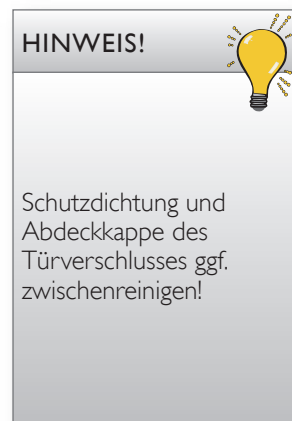 HINWEIS!
Schutzdichtung und
Abdeckkappe des
Türverschlusses ggf.
zwischenreinigen!